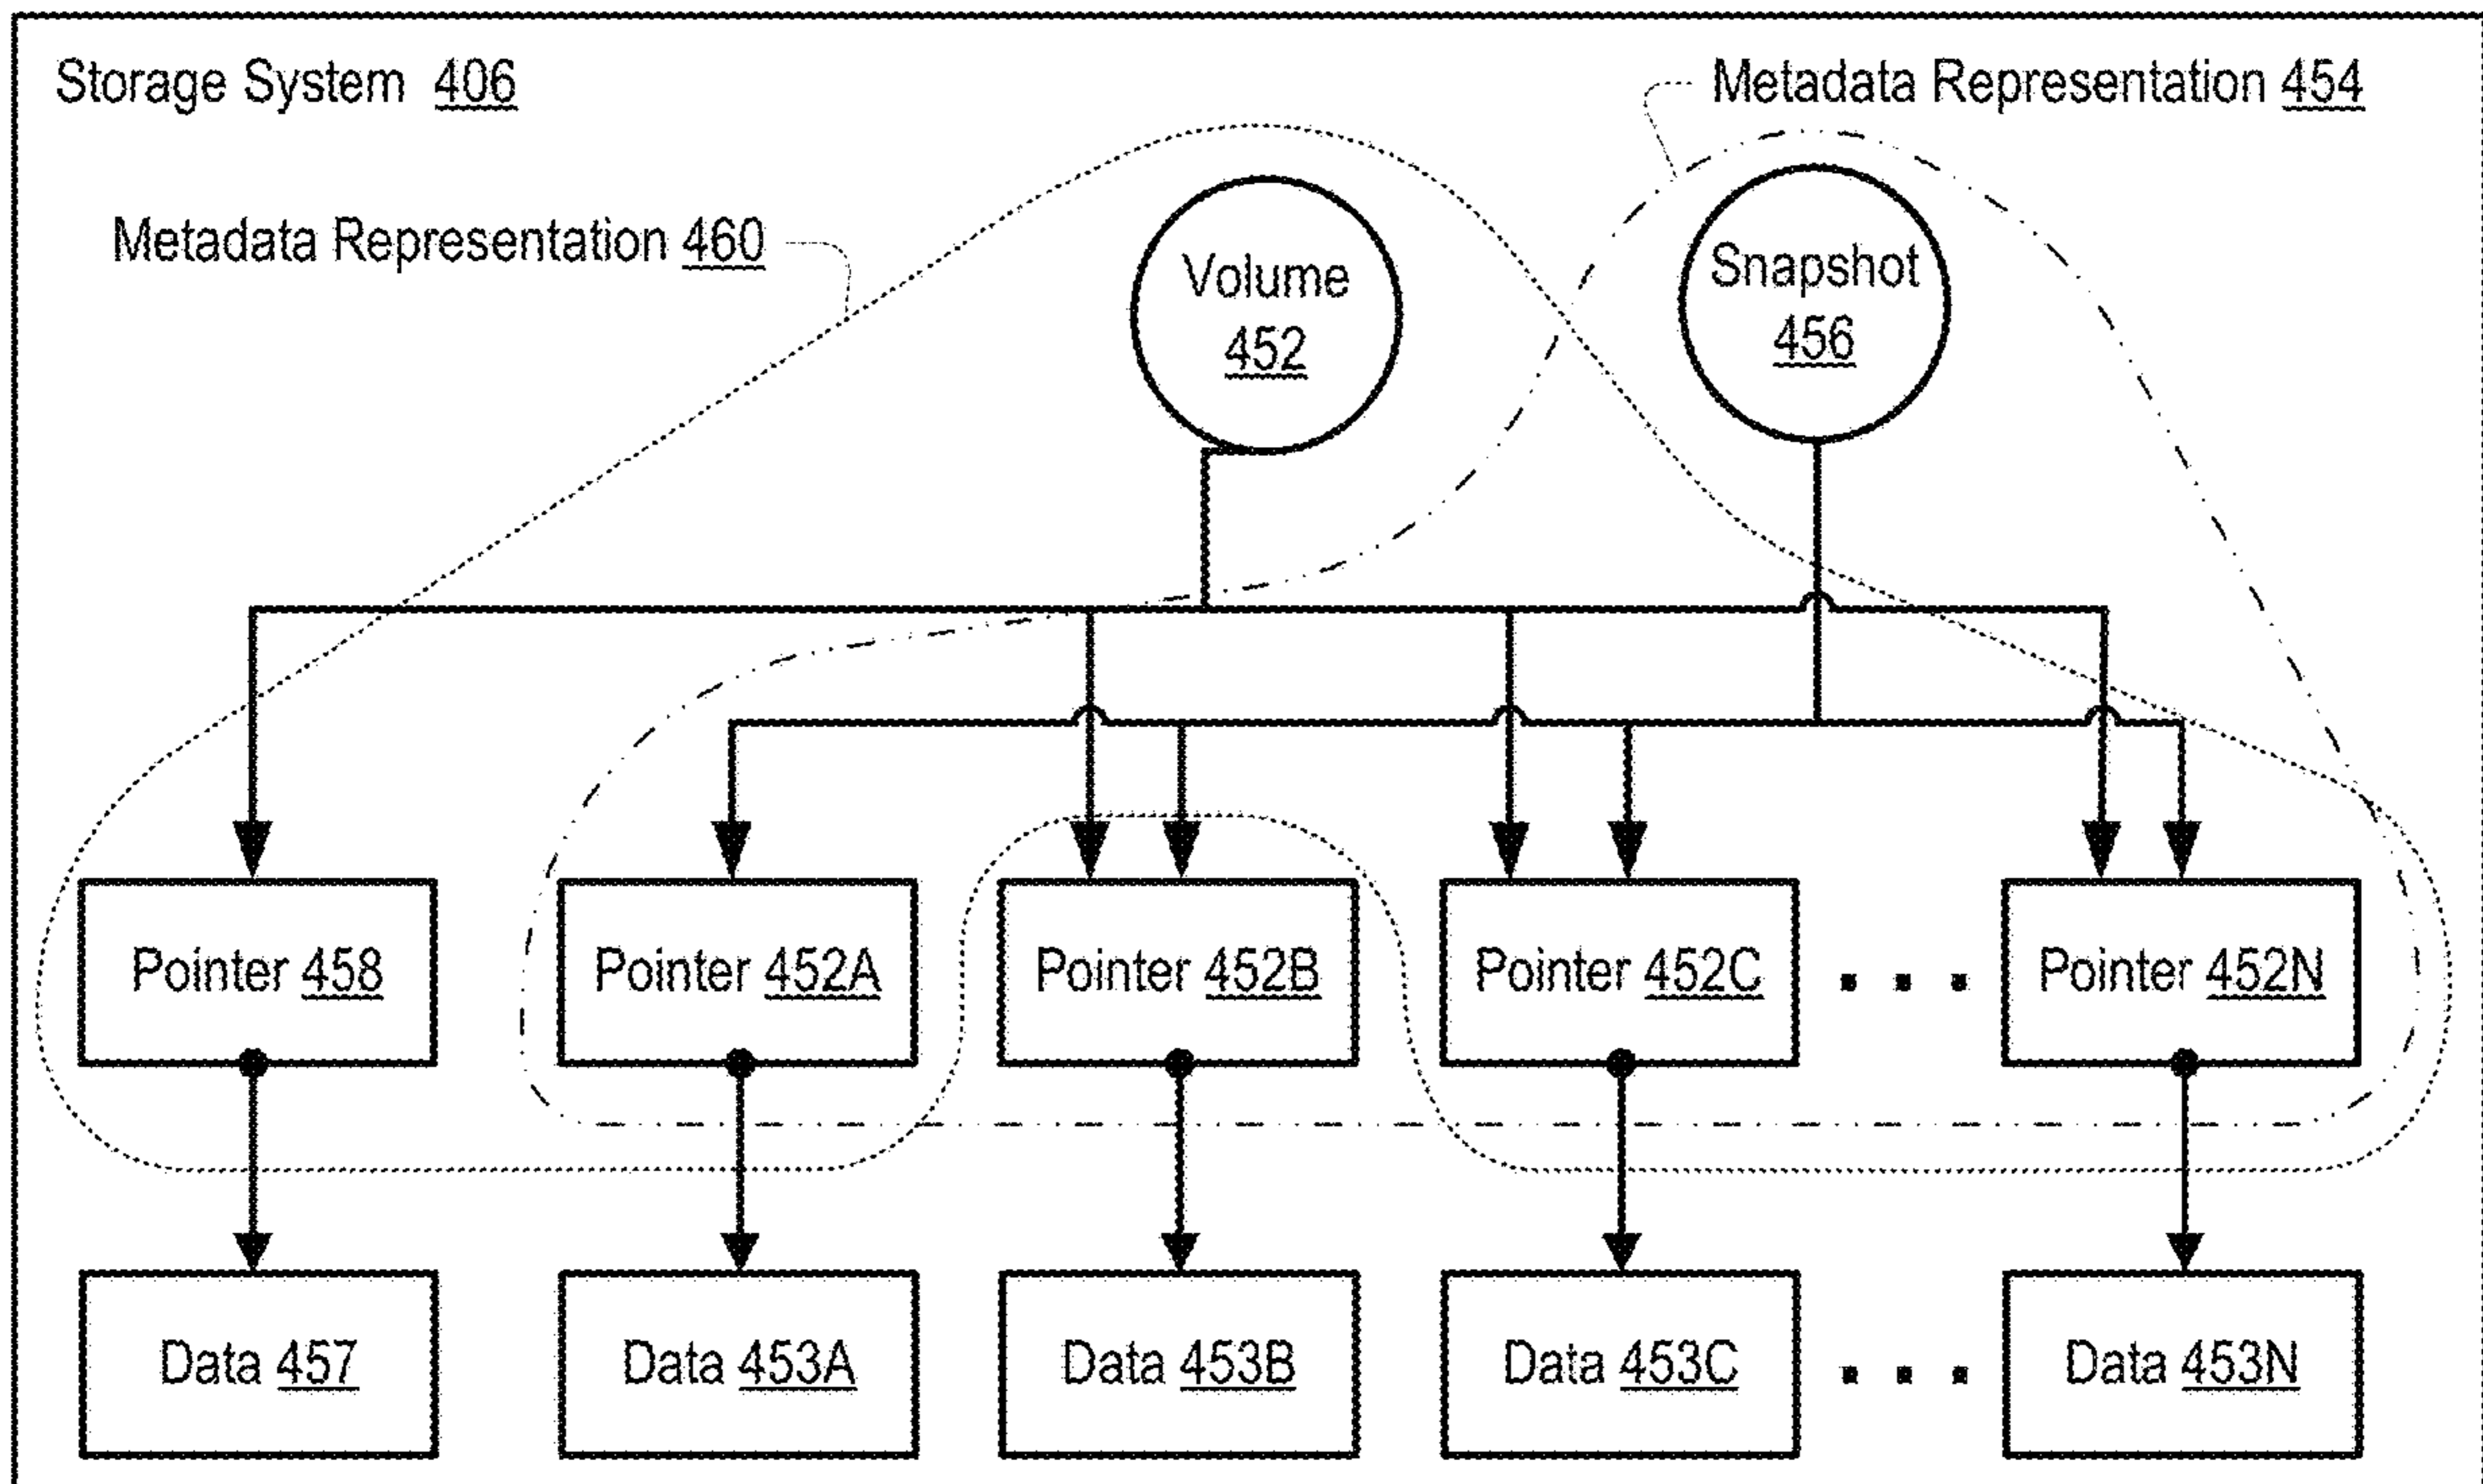 Storage System 406
Metadata Representation 454
Metadata Representation 460
Volume
452
Snapshot
456
Pointer 458
Pointer 452A
Pointer 452B
Pointer 452C
. . .
Pointer 452N
Data 457
Data 453A
Data 453B
Data 453C
. . .
Data 453N